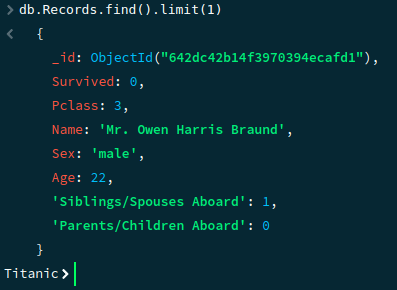 > db.Records.find().limit(1)
< {
_id: ObjectId("642dc42b14f3970394ecafd1"),
Survived: 0,
Pclass: 3,
Name: 'Mr. Owen Harris Braund',
Sex: 'male',
Age: 22,
'Siblings/Spouses Aboard': 1,
'Parents/Children Aboard': 0
}
Titanic>